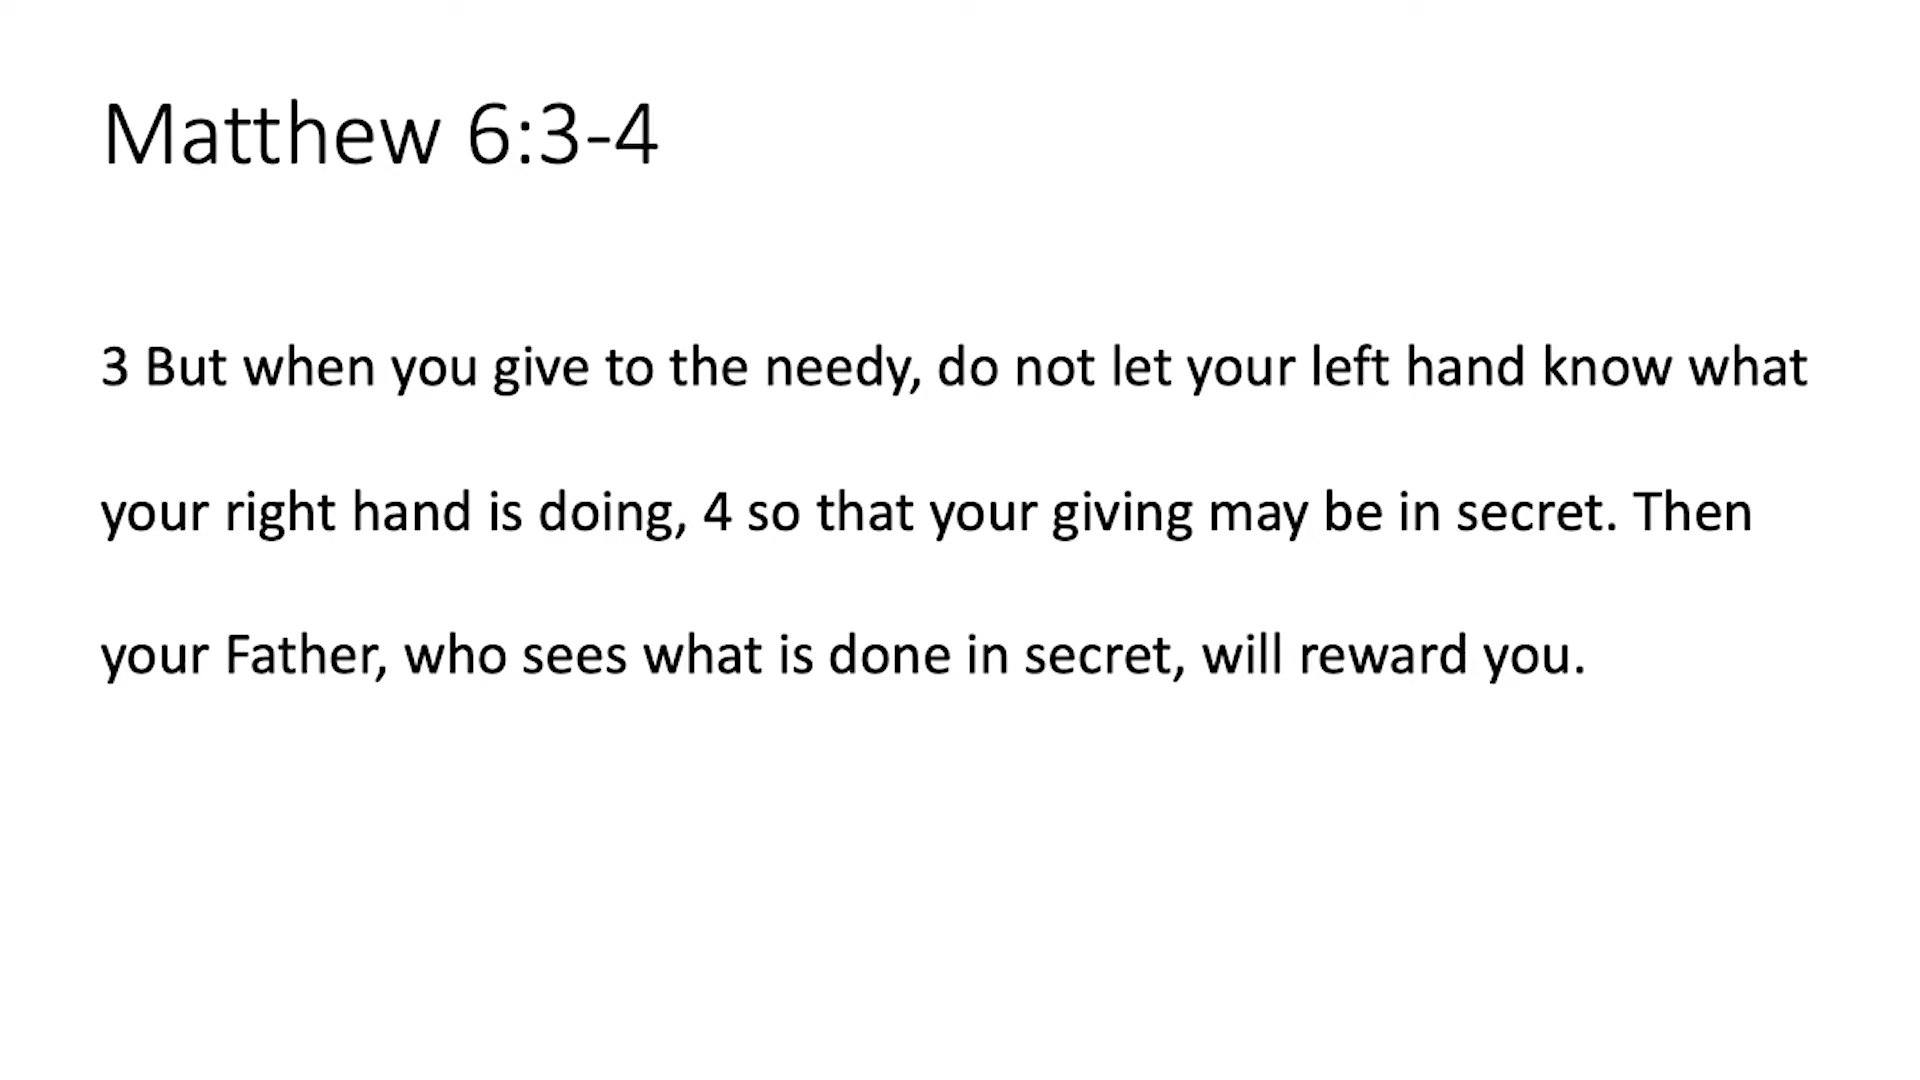 Matthew 6:3-4
3 But when you give to the needy, do not let your left hand know what
your right hand is doing, 4 so that your giving may be in secret. Then
your Father, who sees what is done in secret, will reward you.